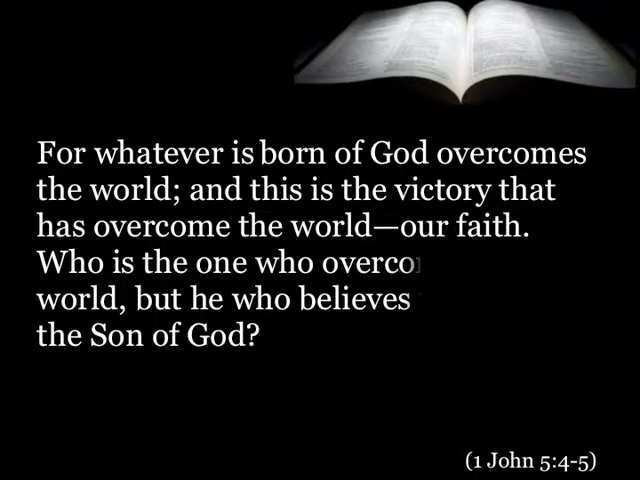 For whatever is born of God overcomes
the world; and this is the victory that
has overcome the world—our faith.
Who is the one who
world, but he who believes
the Son of God?
(1 John 5:4-5)